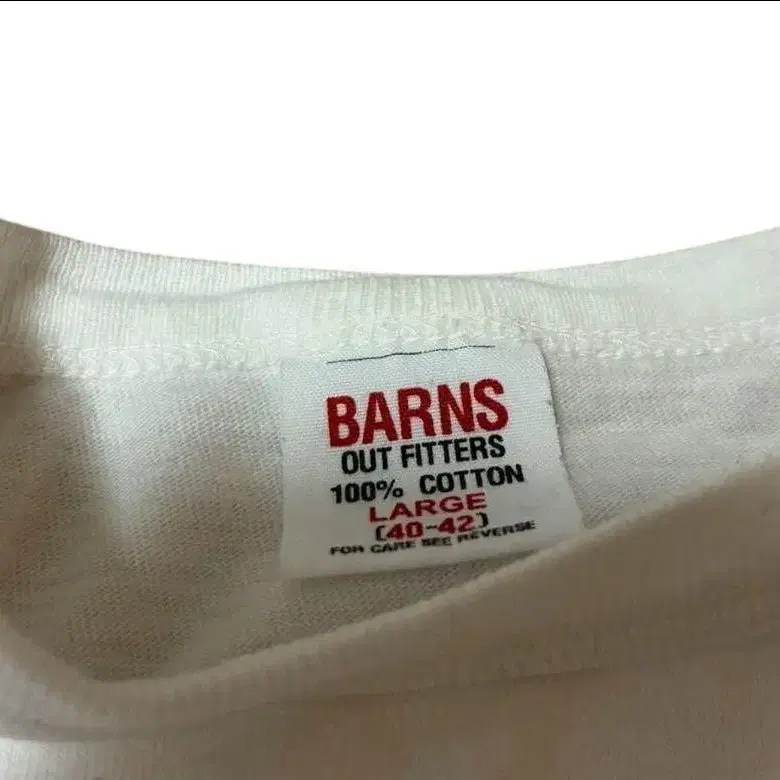 BARNS
OUT FITTERS
100% COTTON
LARGE
(40-42)
FOR CARE SEE REVERSE